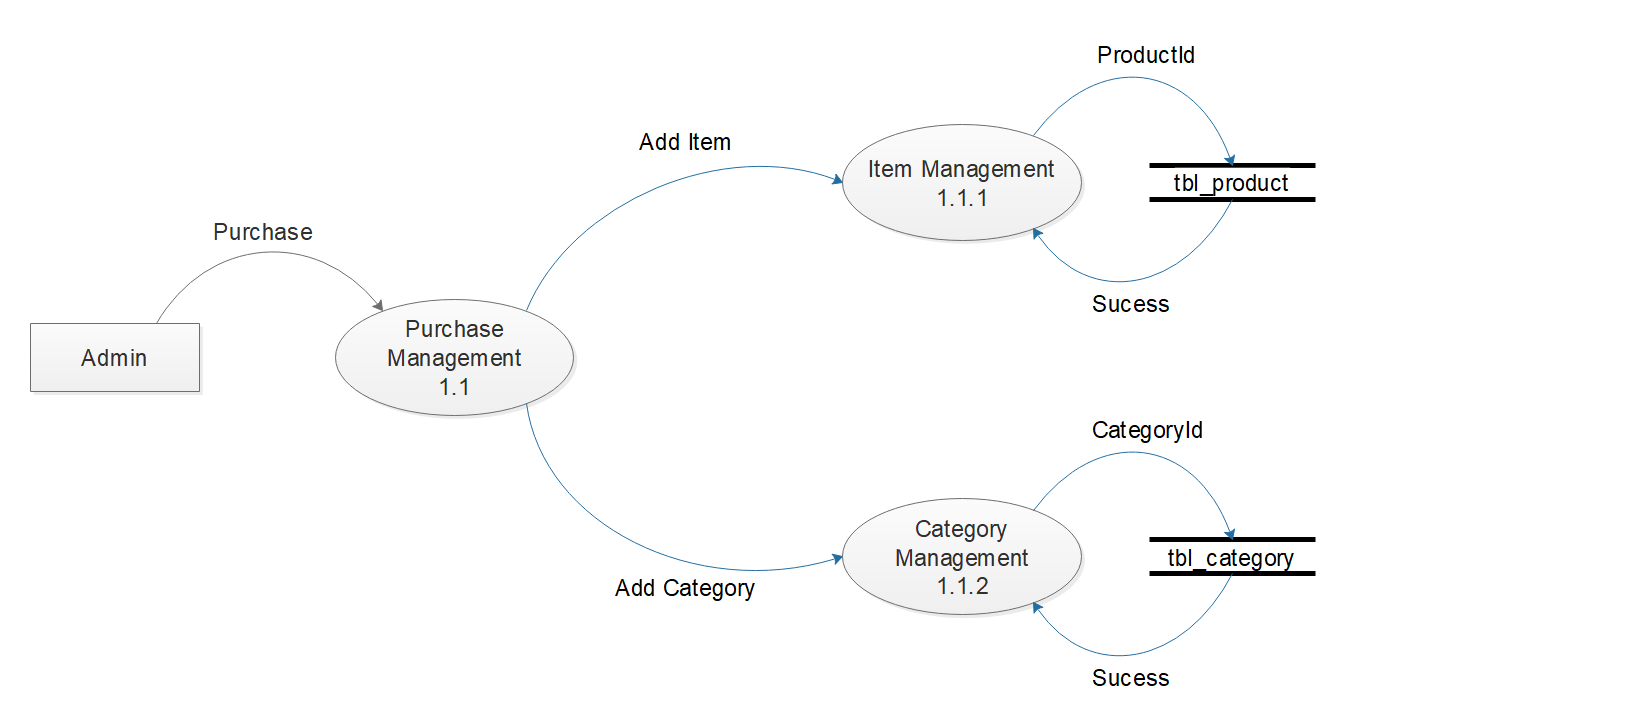 ProductId
Add Item
Item Management
1.1.1
tbl_product
Purchase
Sucess
Purchase
Management
1.1
Admin
CategoryId
Category
Management
1.1.2
tbl_category
Add Category
Sucess